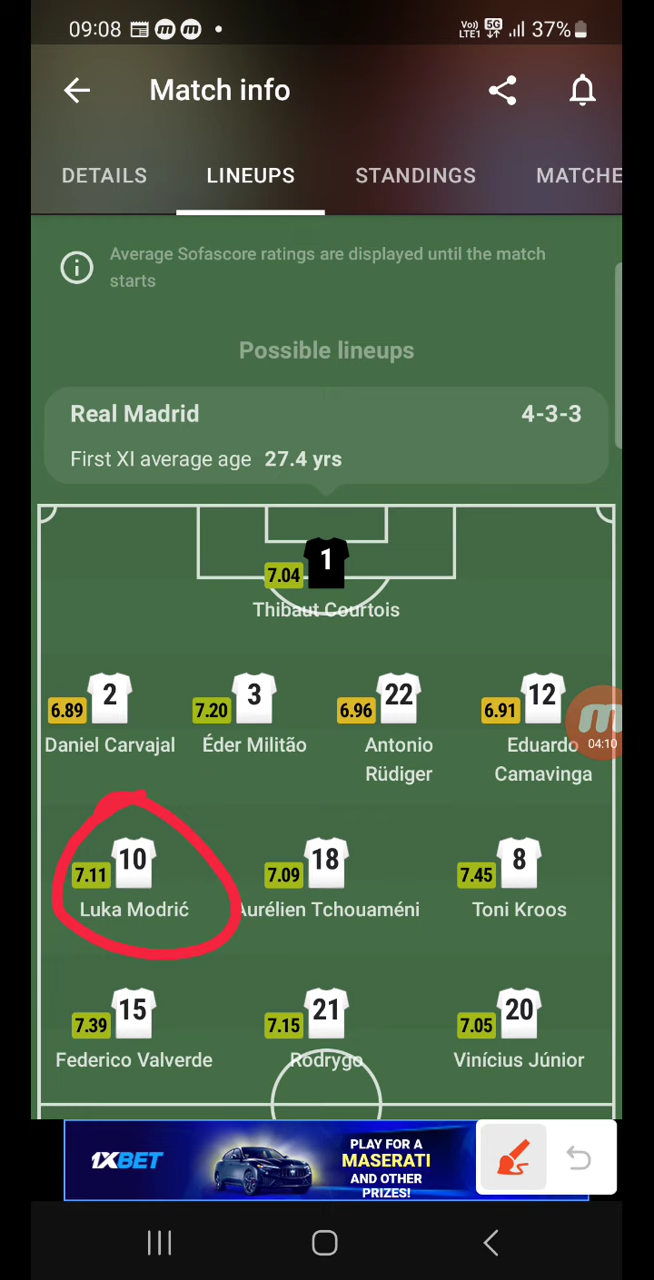 09:08
Vo)) LTE1 5G 37%
Match info
DETAILS LINEUPS STANDINGS MATCHE
Average Sofascore ratings are displayed until the match
starts
Possible lineups
Real Madrid 4-3-3
First XI average age 27.4 yrs
1
7.04
Thibaut Courtois
2 3 22 12
6.89 7.20 6.96 6.91
Daniel Carvajal Éder Militão Antonio Eduardo
Rüdiger Camavinga
04:10
10 18 8
7.11 7.09 7.45
Luka Modrić Aurélien Tchouaméni Toni Kroos
15 21 20
7.39 7.15 7.05
Federico Valverde Rodrygo Vinícius Júnior
1XBET
PLAY FOR A
MASERATI
AND OTHER
PRIZES!